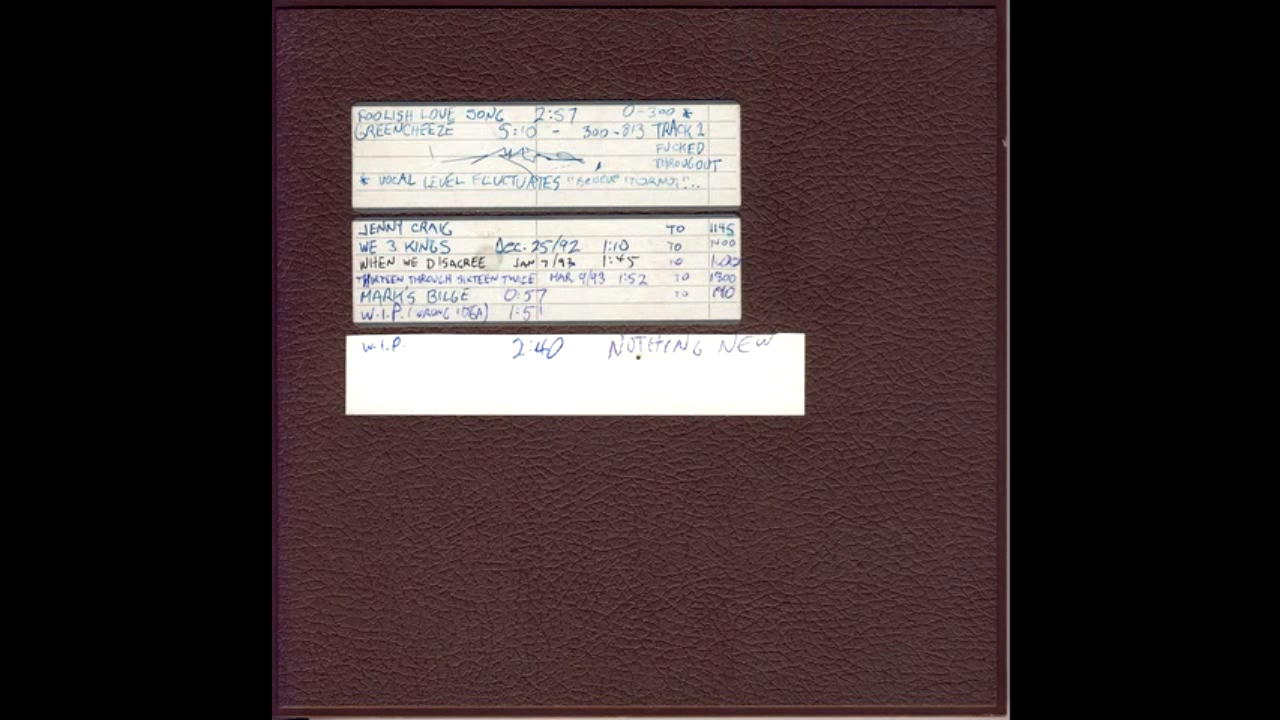 FOOLISH LOVE SONG 2:57 0-300 *
GREENCHEEZE 5:10 - 300-813 TRACK 1
FUCKED
THROUGOUT
* VOCAL LEVEL FLUCTUATES
JENNY CRAIG TO 1145
WE 3 KINGS DEC. 25/92 1:10 TO 1400
WHEN WE DISAGREE JAN 7/93 1:45 TO
THIRTEEN THROUGH SIXTEEN TWICE MAR 9/93 1:52 TO 1800
MARK'S BILGE 0:57 TO
W.I.P. (WRONG IDEA) 1:51
W.I.P. 2:40 NOTHING NEW